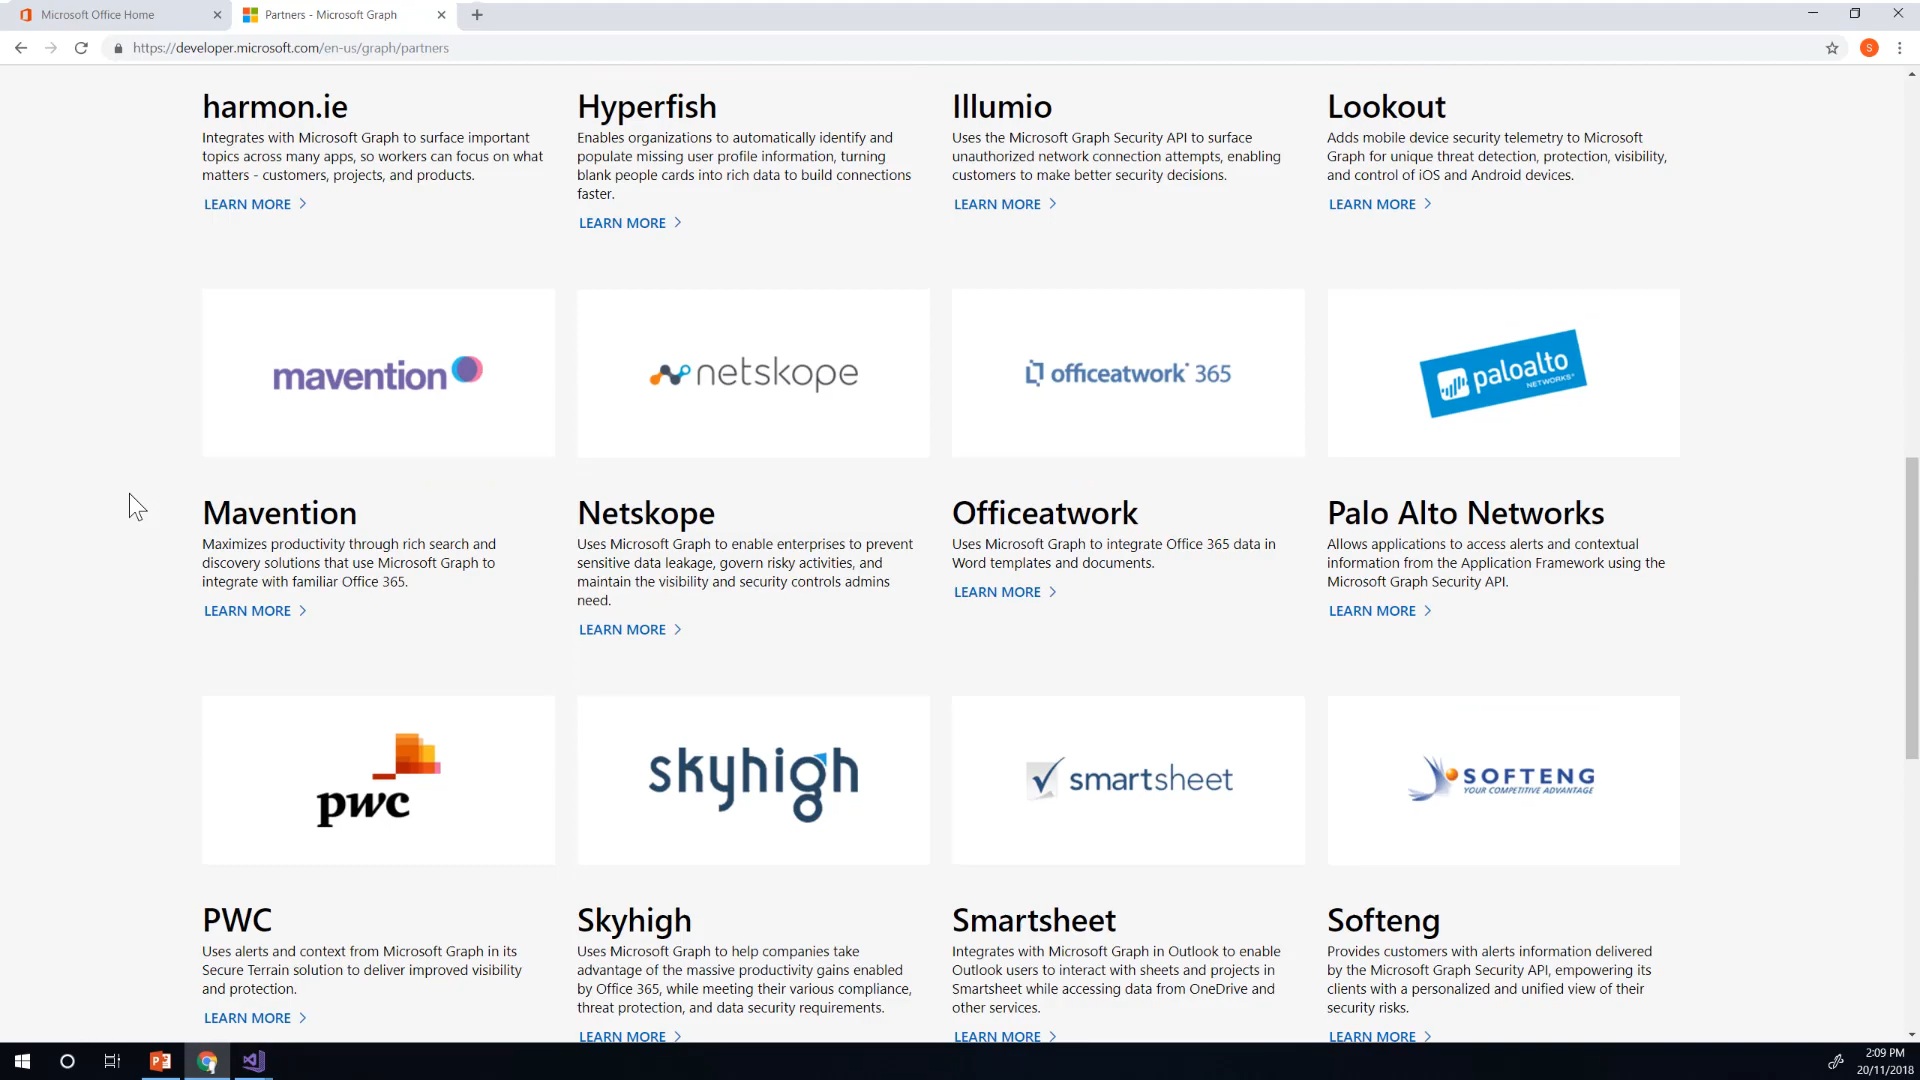 Microsoft Office Home
Partners - Microsoft Graph
https://developer.microsoft.com/en-us/graph/partners
S
harmon.ie
Integrates with Microsoft Graph to surface important
topics across many apps, so workers can focus on what
matters - customers, projects, and products.
LEARN MORE
Hyperfish
Enables organizations to automatically identify and
populate missing user profile information, turning
blank people cards into rich data to build connections
faster.
LEARN MORE
Illumio
Uses the Microsoft Graph Security API to surface
unauthorized network connection attempts, enabling
customers to make better security decisions.
LEARN MORE
Lookout
Adds mobile device security telemetry to Microsoft
Graph for unique threat detection, protection, visibility,
and control of iOS and Android devices.
LEARN MORE
mavention
netskope
officeatwork 365
paloalto
NETWORKS
Mavention
Maximizes productivity through rich search and
discovery solutions that use Microsoft Graph to
integrate with familiar Office 365.
LEARN MORE
Netskope
Uses Microsoft Graph to enable enterprises to prevent
sensitive data leakage, govern risky activities, and
maintain the visibility and security controls admins
need.
LEARN MORE
Officeatwork
Uses Microsoft Graph to integrate Office 365 data in
Word templates and documents.
LEARN MORE
Palo Alto Networks
Allows applications to access alerts and contextual
information from the Application Framework using the
Microsoft Graph Security API.
LEARN MORE
pwc
skyhigh
smartsheet
SOFTENG
YOUR COMPETITIVE ADVANTAGE
PWC
Uses alerts and context from Microsoft Graph in its
Secure Terrain solution to deliver improved visibility
and protection.
LEARN MORE
Skyhigh
Uses Microsoft Graph to help companies take
advantage of the massive productivity gains enabled
by Office 365, while meeting their various compliance,
threat protection, and data security requirements.
LEARN MORE
Smartsheet
Integrates with Microsoft Graph in Outlook to enable
Outlook users to interact with sheets and projects in
Smartsheet while accessing data from OneDrive and
other services.
LEARN MORE
Softeng
Provides customers with alerts information delivered
by the Microsoft Graph Security API, empowering its
clients with a personalized and unified view of their
security risks.
LEARN MORE
2:09 PM
20/11/2018